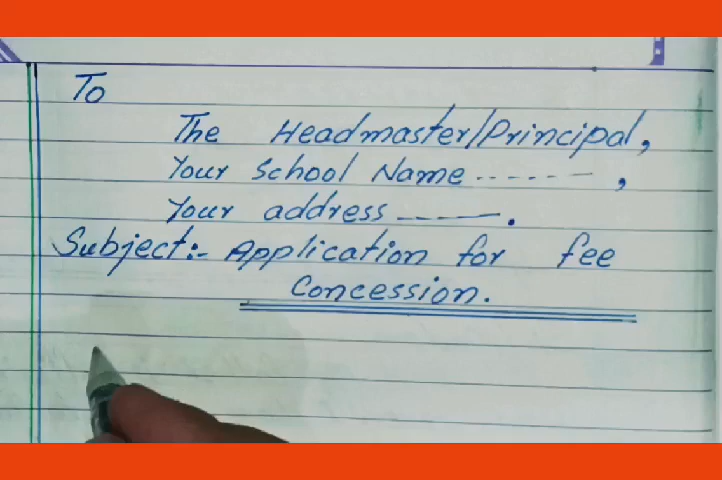 To
The Headmaster/Principal,
Your School Name ------- ,
Your address ———.
Subject:- Application for fee
Concession.